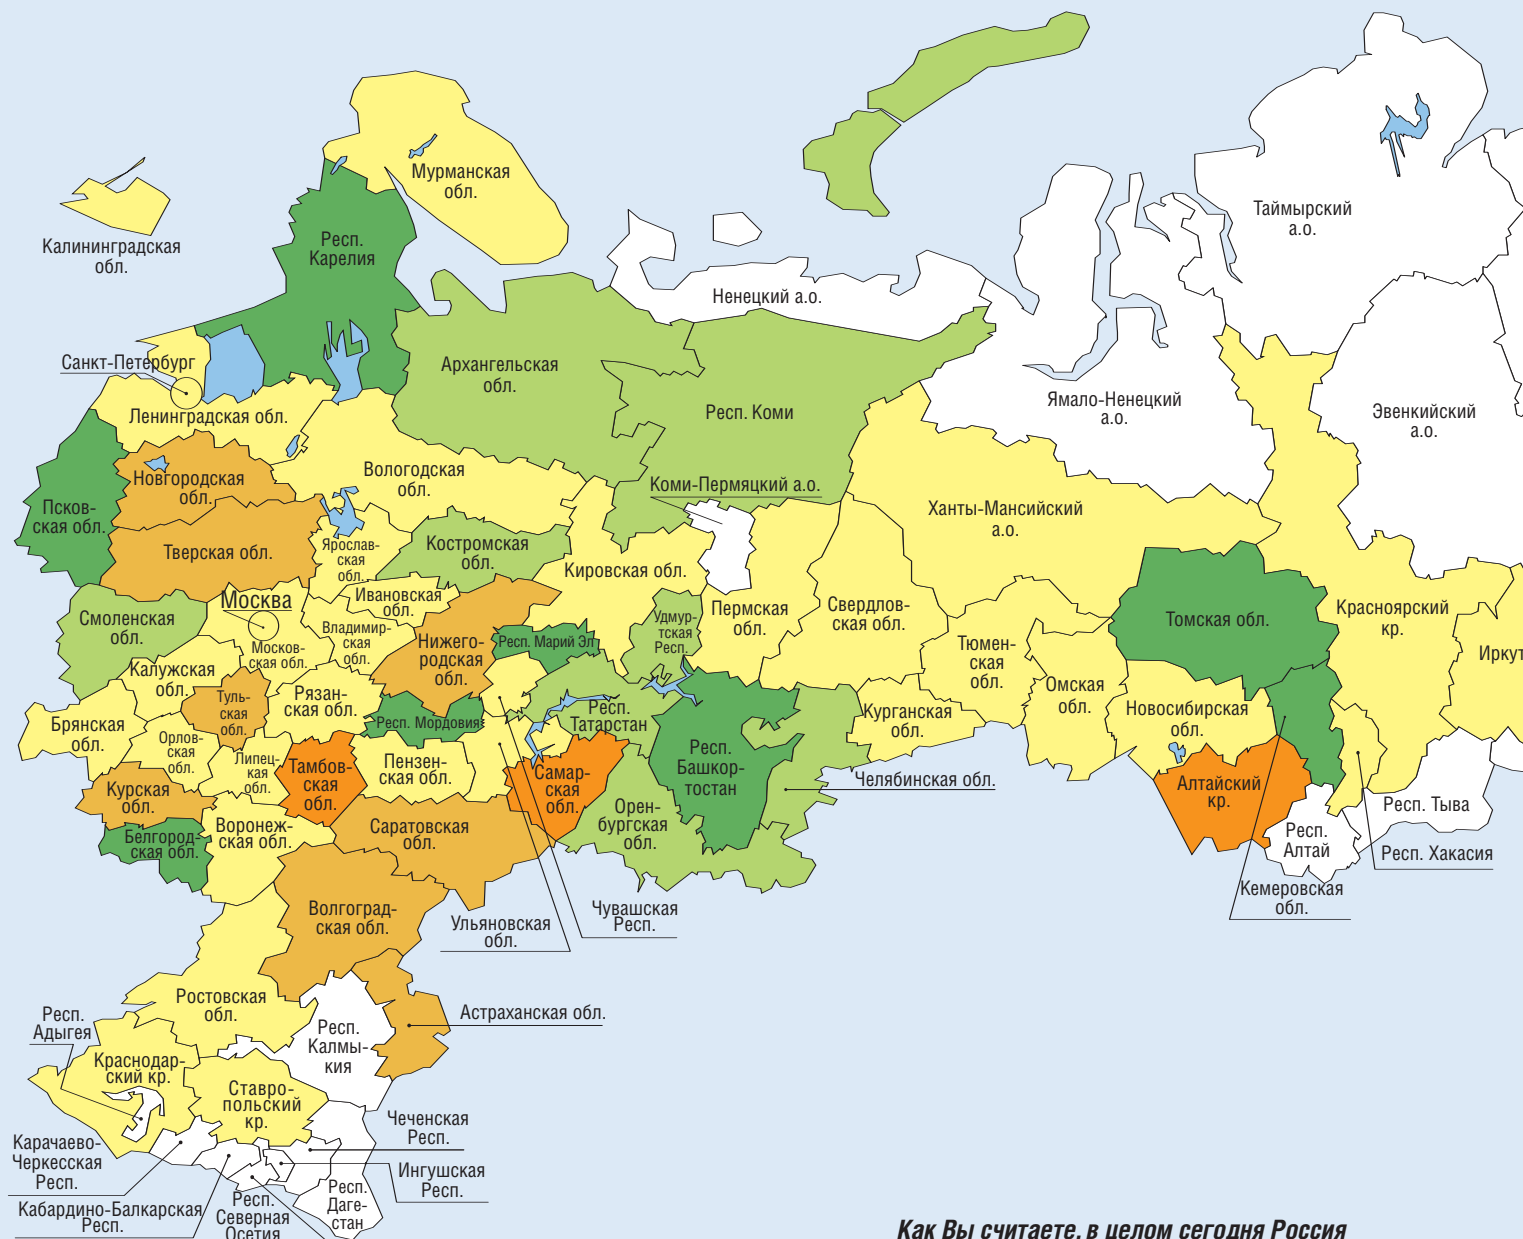 Мурманская
обл.
Калининградская
обл.
Респ.
Карелия
Таймырский
а.о.
Ненецкий а.о.
Санкт-Петербург
Архангельская
обл.
Респ. Коми
Ямало-Ненецкий
а.о.
Эвенкийский
а.о.
Ленинградская обл.
Новгородская
обл.
Вологодская
обл.
Коми-Пермяцкий а.о.
Ханты-Мансийский
а.о.
Псков-
ская обл.
Тверская обл.
Ярослав-
ская
обл.
Костромская
обл.
Кировская обл.
Смоленская
обл.
Москва
Ивановская
обл.
Владимир-
ская
обл.
Москов-
ская обл.
Нижего-
родская
обл.
Респ. Марий Эл
Удмур-
тская
Респ.
Пермская
обл.
Свердлов-
ская обл.
Тюмен-
ская
обл.
Томская обл.
Красноярский
кр.
Иркут
Калужская
обл.
Туль-
ская
обл.
Рязан-
ская обл.
Респ. Мордовия
Респ.
Татарстан
Омская
обл.
Новосибирская
обл.
Курганская
обл.
Брянская
обл.
Орлов-
ская
обл.
Липец-
кая
обл.
Тамбов-
ская
обл.
Пензен-
ская обл.
Самар-
ская
обл.
Респ.
Башкор-
тостан
Челябинская обл.
Алтайский
кр.
Курская
обл.
Белгород-
ская обл.
Воронеж-
ская обл.
Саратовская
обл.
Орен-
бургская
обл.
Респ.
Алтай
Респ. Тыва
Респ. Хакасия
Кемеровская
обл.
Волгоград-
ская обл.
Ульяновская
обл.
Чувашская
Респ.
Ростовская
обл.
Астраханская обл.
Респ.
Адыгея
Респ.
Калмы-
кия
Краснодар-
ский кр.
Ставро-
польский
кр.
Чеченская
Респ.
Карачаево-
Черкесская
Респ.
Ингушская
Респ.
Кабардино-Балкарская
Респ.
Респ.
Северная
Осетия
Респ.
Даге-
стан
Как Вы считаете, в целом сегодня Россия